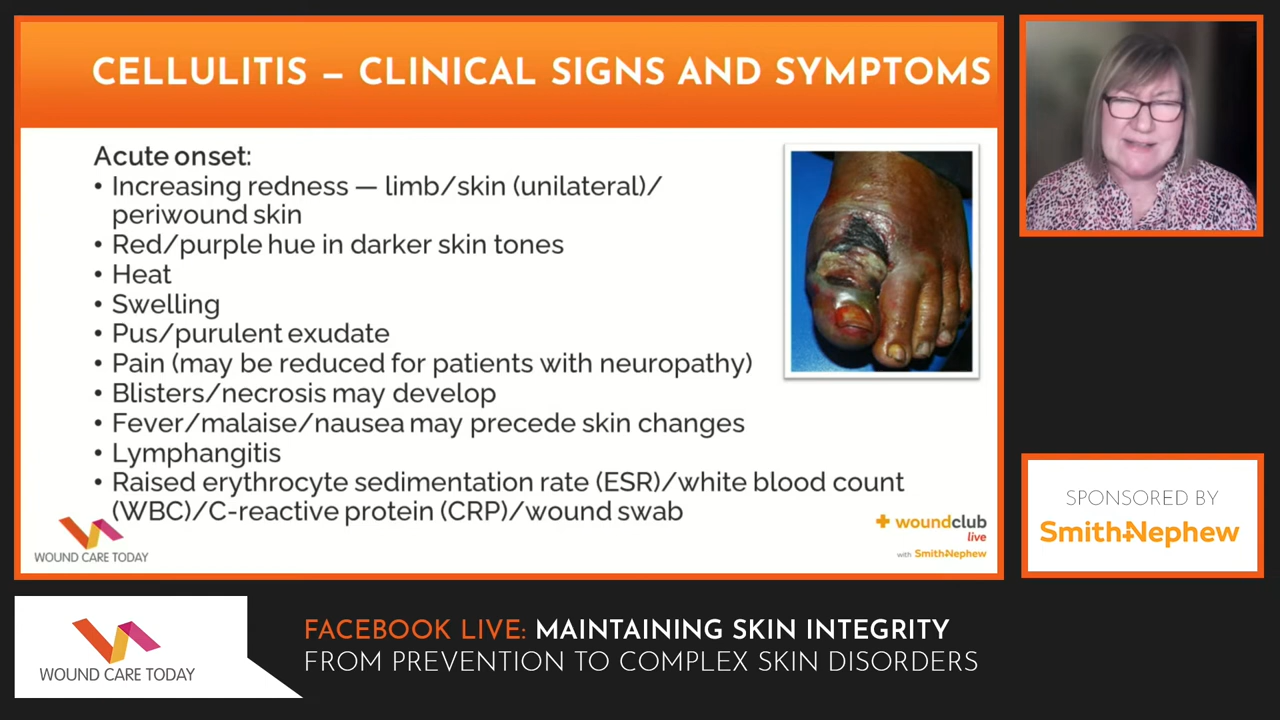 CELLULITIS – CLINICAL SIGNS AND SYMPTOMS
Acute onset:
• Increasing redness — limb/skin (unilateral)/
periwound skin
• Red/purple hue in darker skin tones
• Heat
• Swelling
• Pus/purulent exudate
• Pain (may be reduced for patients with neuropathy)
• Blisters/necrosis may develop
• Fever/malaise/nausea may precede skin changes
• Lymphangitis
• Raised erythrocyte sedimentation rate (ESR)/white blood count
(WBC)/C-reactive protein (CRP)/wound swab
WOUND CARE TODAY
woundclub
live
with Smith+Nephew
SPONSORED BY
Smith+Nephew
WOUND CARE TODAY
FACEBOOK LIVE: MAINTAINING SKIN INTEGRITY
FROM PREVENTION TO COMPLEX SKIN DISORDERS